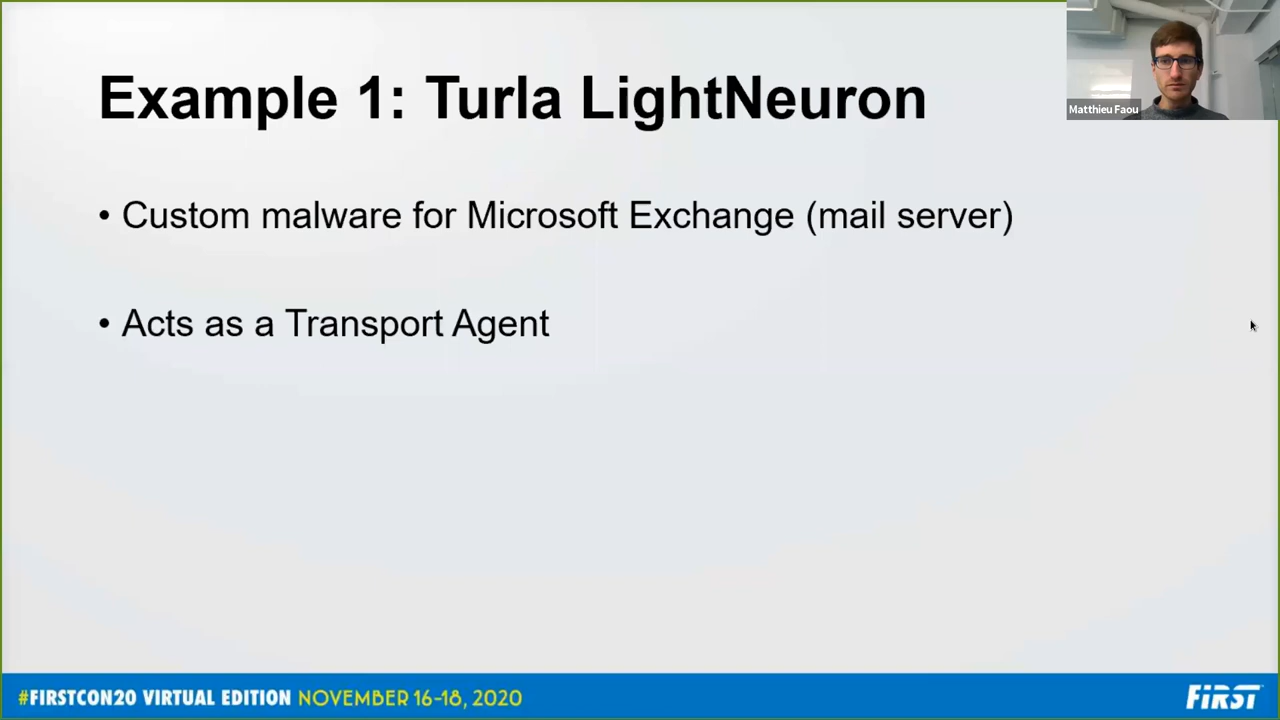 Example 1: Turla LightNeuron
Matthieu Faou
• Custom malware for Microsoft Exchange (mail server)
• Acts as a Transport Agent
#FIRSTCON20 VIRTUAL EDITION NOVEMBER 16-18, 2020
FiRST